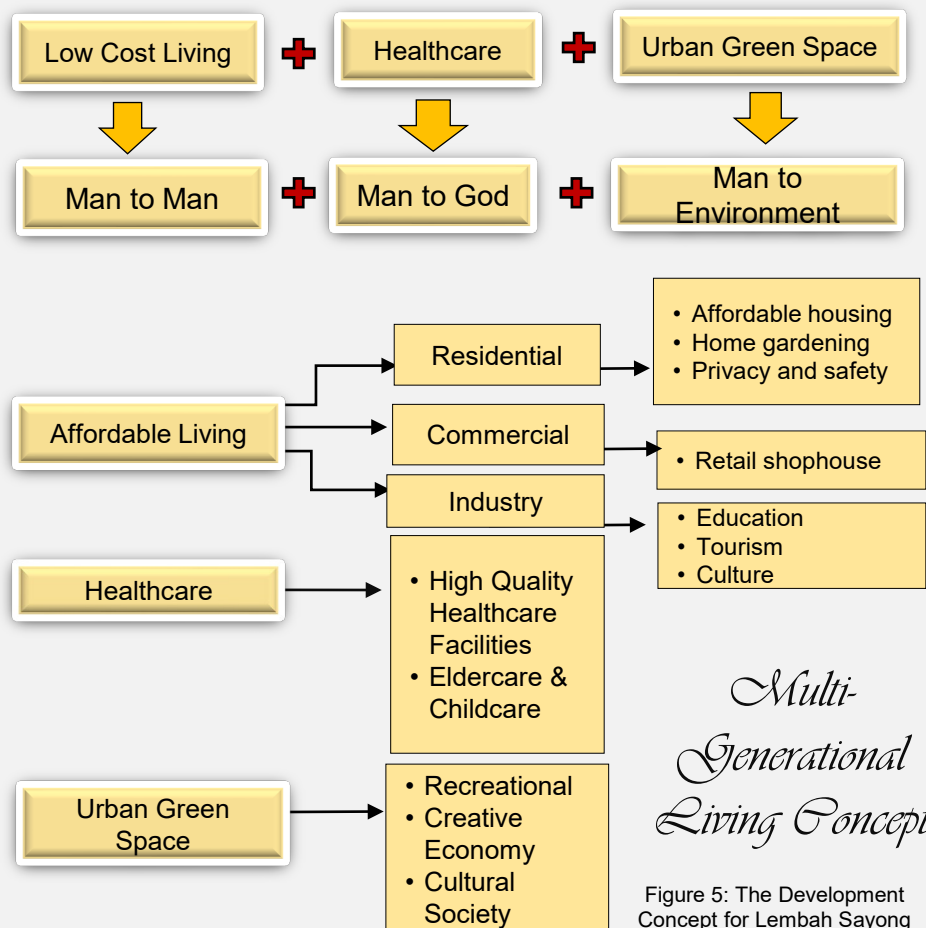 Low Cost Living
Healthcare
Urban Green Space
Man to Man
Man to God
Man to
Environment
Affordable Living
Residential
• Affordable housing
• Home gardening
• Privacy and safety
Commercial
• Retail shophouse
Industry
• Education
• Tourism
• Culture
Healthcare
• High Quality
Healthcare
Facilities
• Eldercare &
Childcare
Urban Green
Space
• Recreational
• Creative
Economy
• Cultural
Society
Multi-
Generational
Living Concept
Figure 5: The Development
Concept for Lembah Sayong